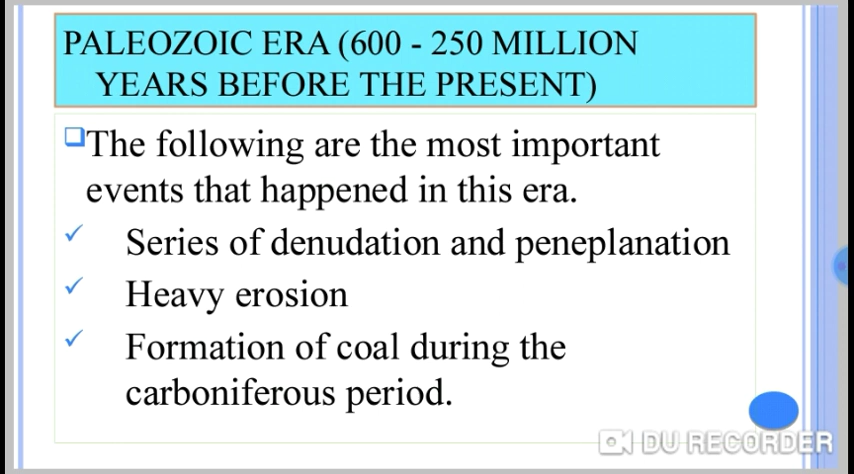 PALEOZOIC ERA (600 - 250 MILLION
YEARS BEFORE THE PRESENT)
The following are the most important
events that happened in this era.
Series of denudation and peneplanation
Heavy erosion
Formation of coal during the
carboniferous period.
DU RECORDER